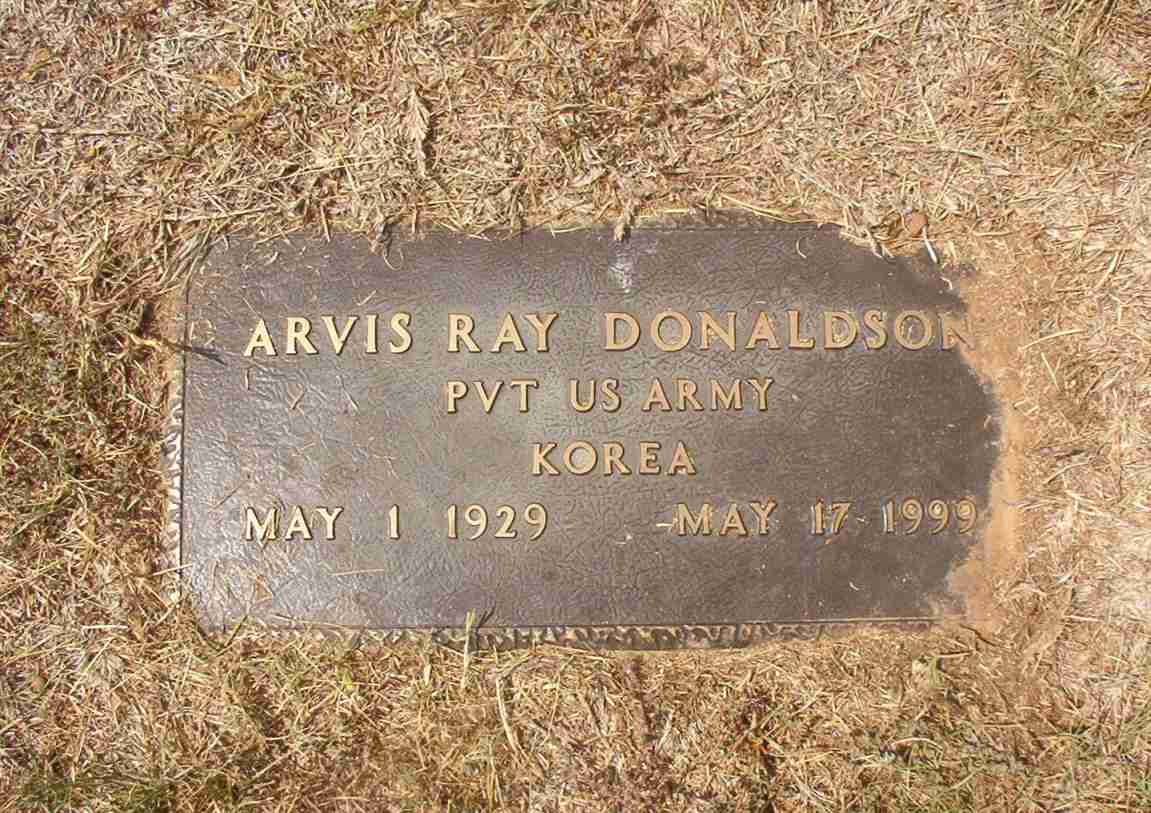 ARVIS RAY DONALDSON
PVT US ARMY
KOREA
MAY 1 1929 MAY 17 1999